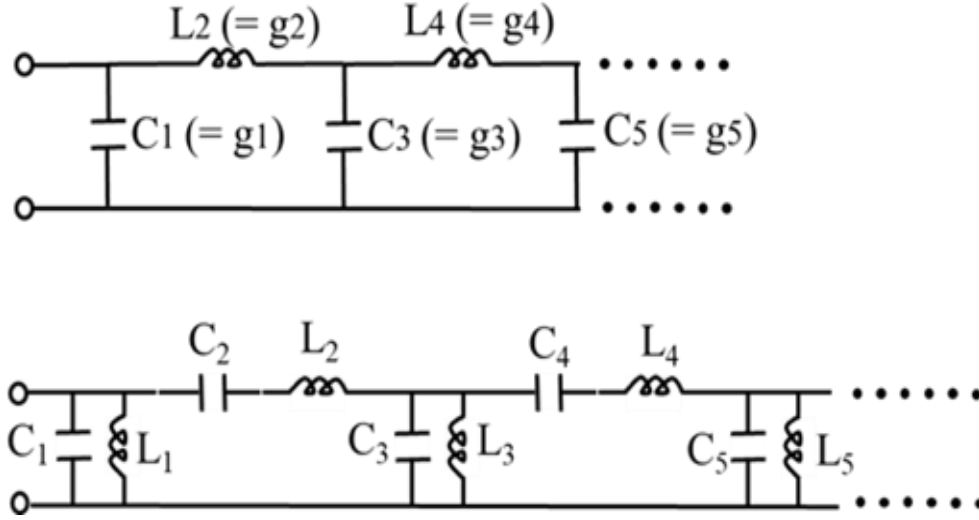 L2 (= g2) L4 (= g4)
C1 (= g1) C3 (= g3) C5 (= g5)
C₂ L₂ C₄ L₄
C₁ L₁ C₃ L₃ C₅ L₅